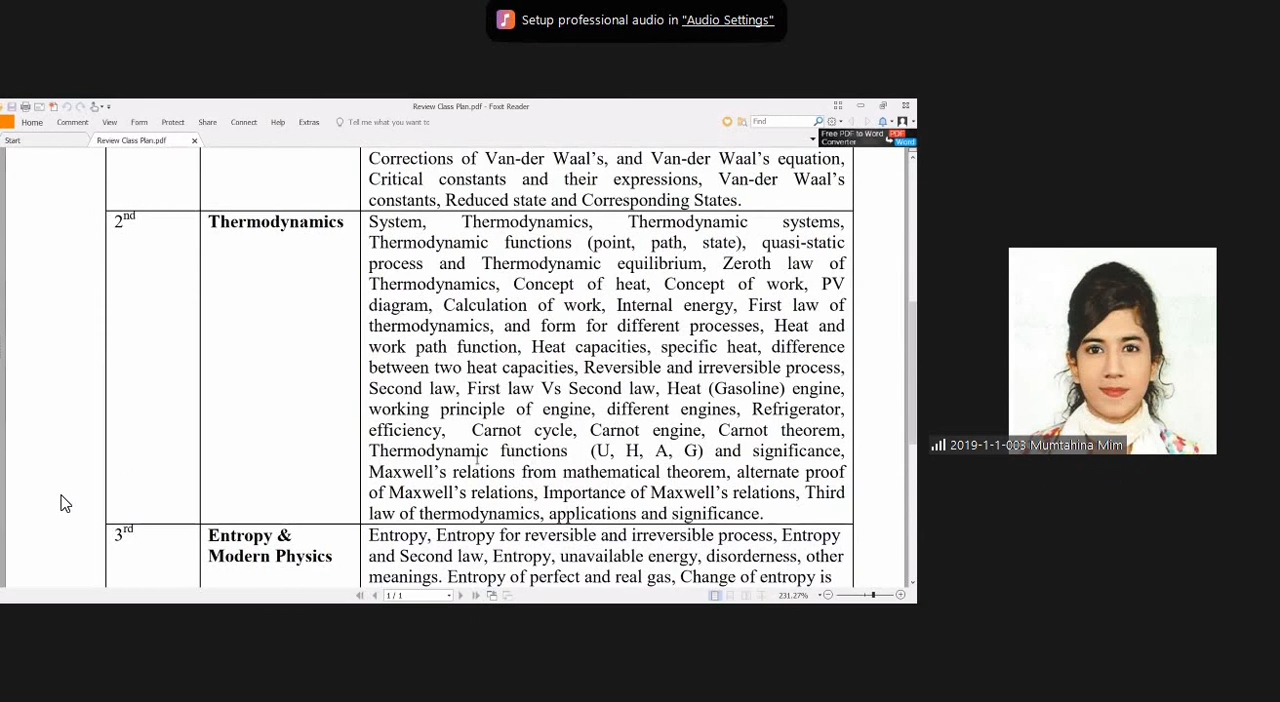 Setup professional audio in "Audio Settings"
Review Class Plan.pdf - Foxit Reader
Home Comment View Form Protect Share Connect Help Extras Tell me what you want tc
Find
Start Review Class Plan.pdf
Free PDF to Word
Converter
PDF
Word
Corrections of Van-der Waal's, and Van-der Waal's equation,
Critical constants and their expressions, Van-der Waal's
constants, Reduced state and Corresponding States.
2nd Thermodynamics System, Thermodynamics, Thermodynamic systems,
Thermodynamic functions (point, path, state), quasi-static
process and Thermodynamic equilibrium, Zeroth law of
Thermodynamics, Concept of heat, Concept of work, PV
diagram, Calculation of work, Internal energy, First law of
thermodynamics, and form for different processes, Heat and
work path function, Heat capacities, specific heat, difference
between two heat capacities, Reversible and irreversible process,
Second law, First law Vs Second law, Heat (Gasoline) engine,
working principle of engine, different engines, Refrigerator,
efficiency, Carnot cycle, Carnot engine, Carnot theorem,
Thermodynamic functions (U, H, A, G) and significance,
Maxwell's relations from mathematical theorem, alternate proof
of Maxwell's relations, Importance of Maxwell's relations, Third
law of thermodynamics, applications and significance.
3rd Entropy & Entropy, Entropy for reversible and irreversible process, Entropy
Modern Physics and Second law, Entropy, unavailable energy, disorderness, other
meanings. Entropy of perfect and real gas, Change of entropy is
1 / 1
231.27%
2019-1-1-003 Mumtahina Mim